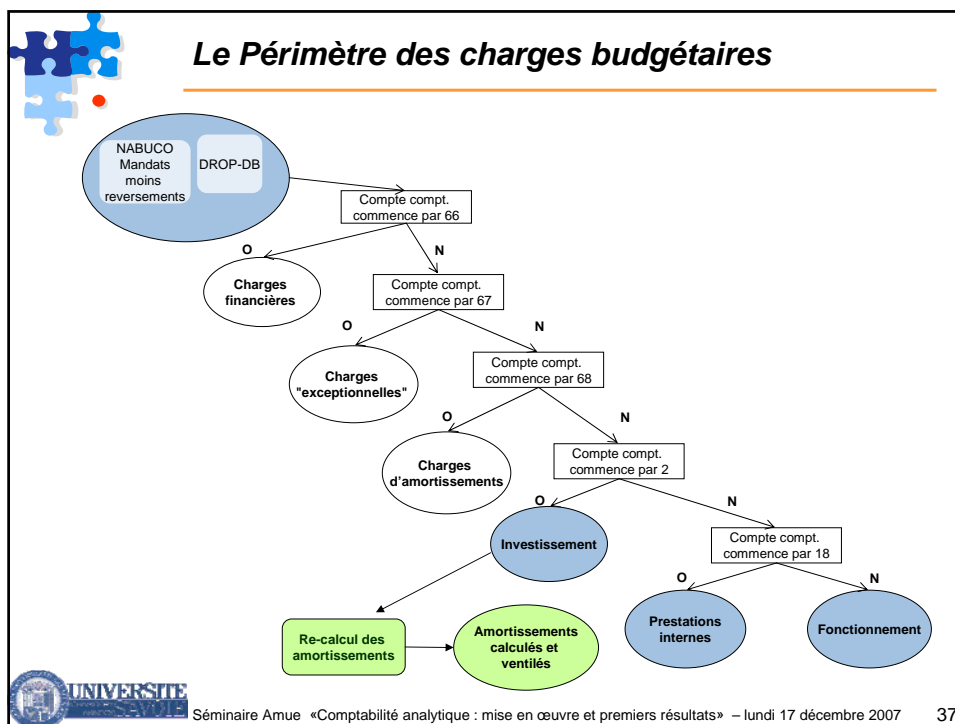 Le Périmètre des charges budgétaires
NABUCO
Mandats
moins
reversements
DROP-DB
Compte compt.
commence par 66
O
N
Charges
financières
Compte compt.
commence par 67
O
N
Charges
"exceptionnelles"
Compte compt.
commence par 68
O
N
Charges
d'amortissements
Compte compt.
commence par 2
O
N
Investissement
Compte compt.
commence par 18
O
N
Prestations
internes
Fonctionnement
Re-calcul des
amortissements
Amortissements
calculés et
ventilés
UNIVERSITE
Séminaire Amue «Comptabilité analytique : mise en œuvre et premiers résultats» – lundi 17 décembre 2007
37